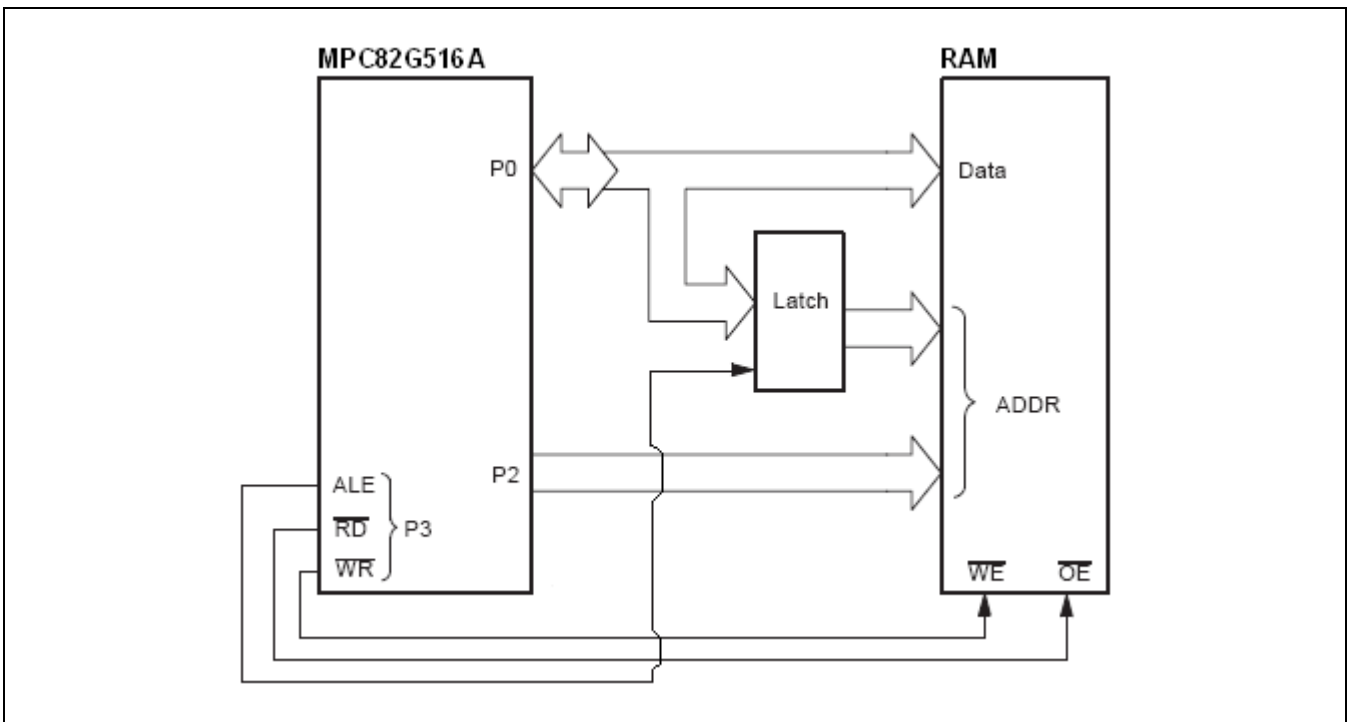 MPC82G516A
RAM
P0
Data
Latch
ADDR
P2
ALE
RD
P3
WR
WE
OE